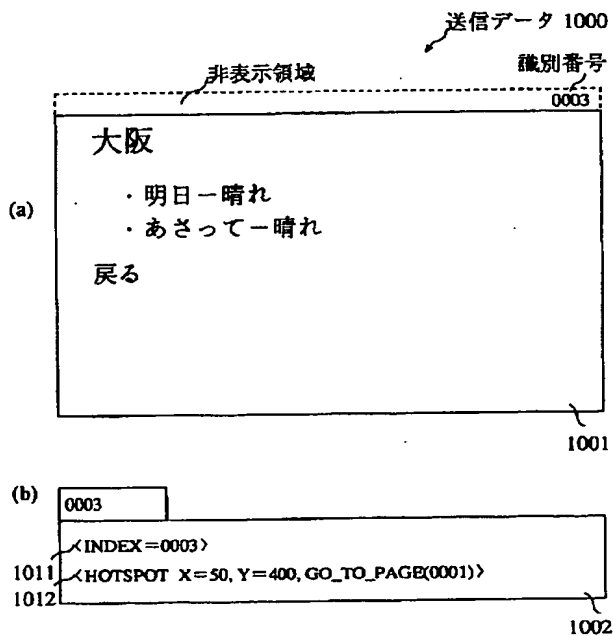 送信データ 1000
非表示領域
識別番号
0003
大阪
(a)
・明日ー晴れ
・あさってー晴れ
戻る
1001
(b)
0003
<INDEX=0003>
1011
<HOTSPOT X=50, Y=400, GO_TO_PAGE(0001)>
1012
1002